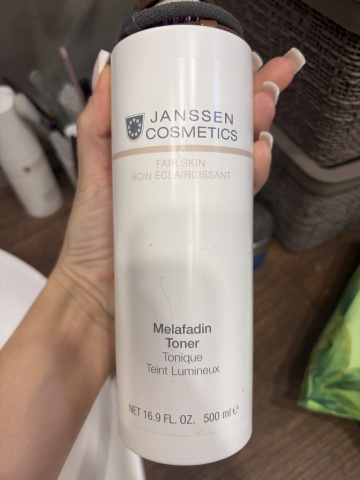 JANSSEN
COSMETICS
FAIR SKIN
SOIN ÉCLAIRCISSANT
Melafadin
Toner
Tonique
Teint Lumineux
NET 16.9 FL. OZ. 500 ml e